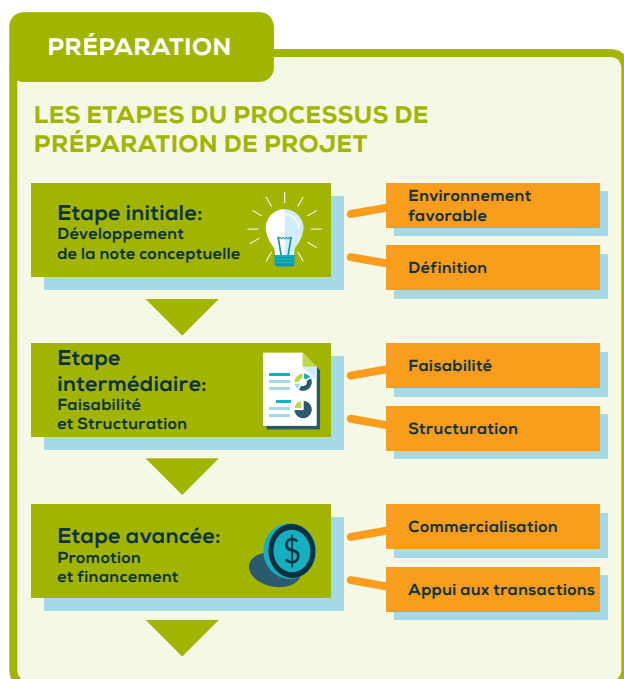 PRÉPARATION
LES ETAPES DU PROCESSUS DE
PRÉPARATION DE PROJET
Etape initiale:
Développement
de la note conceptuelle
Environnement
favorable
Définition
Etape
intermédiaire:
Faisabilité
et Structuration
Faisabilité
Structuration
Etape avancée:
Promotion
et financement
$
Commercialisation
Appui aux transactions